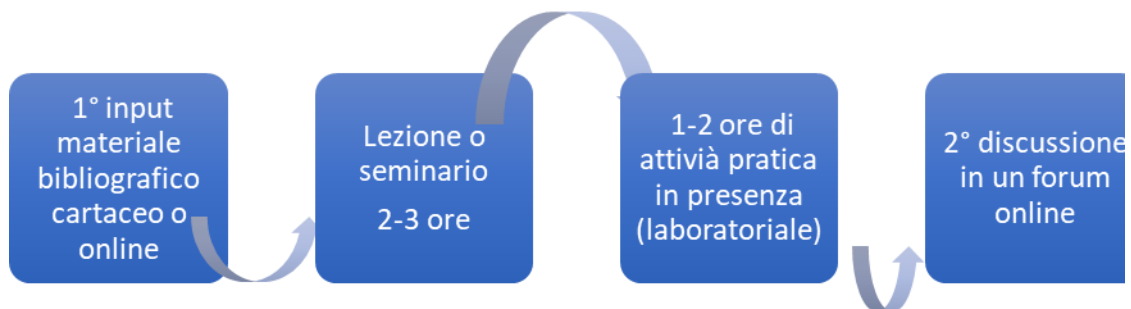 1° input
materiale
bibliografico
cartaceo o
online
Lezione o
seminario
2-3 ore
1-2 ore di
attivià pratica
in presenza
(laboratoriale)
2° discussione
in un forum
online